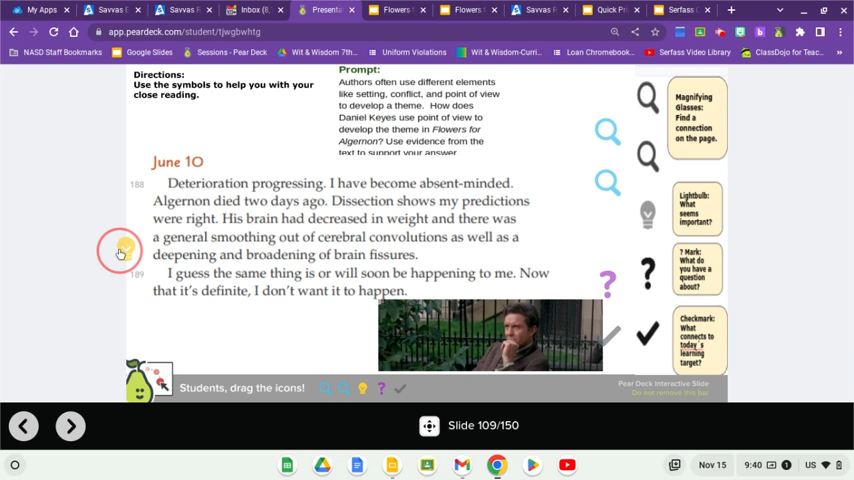 My Apps
Savvas E
Savvas R
Inbox (8,
Presenta
Flowers t
Flowers f
Savvas R
Quick Pri
Serfass C
app.peardeck.com/student/tjwgbwhtg
NASD Staff Bookmarks
Google Slides
Sessions - Pear Deck
Wit & Wisdom 7th...
Uniform Violations
Wit & Wisdom-Curri...
Loan Chromebook...
Serfass Video Library
ClassDojo for Teac...
Directions:
Use the symbols to help you with your
close reading.
Prompt:
Authors often use different elements
like setting, conflict, and point of view
to develop a theme. How does
Daniel Keyes use point of view to
develop the theme in Flowers for
Algernon? Use evidence from the
text to support your answer
June 10
188
Deterioration progressing. I have become absent-minded.
Algernon died two days ago. Dissection shows my predictions
were right. His brain had decreased in weight and there was
a general smoothing out of cerebral convolutions as well as a
deepening and broadening of brain fissures.
189
I guess the same thing is or will soon be happening to me. Now
that it's definite, I don't want it to happen.
Magnifying
Glasses:
Find a
connection
on the page.
Lightbulb:
What
seems
important?
? Mark:
What do
you have a
question
about?
Checkmark:
What
connects to
today's
learning
target?
Students, drag the icons!
Pear Deck Interactive Slide
Do not remove this bar
Slide 109/150
Nov 15
9:40
1
US